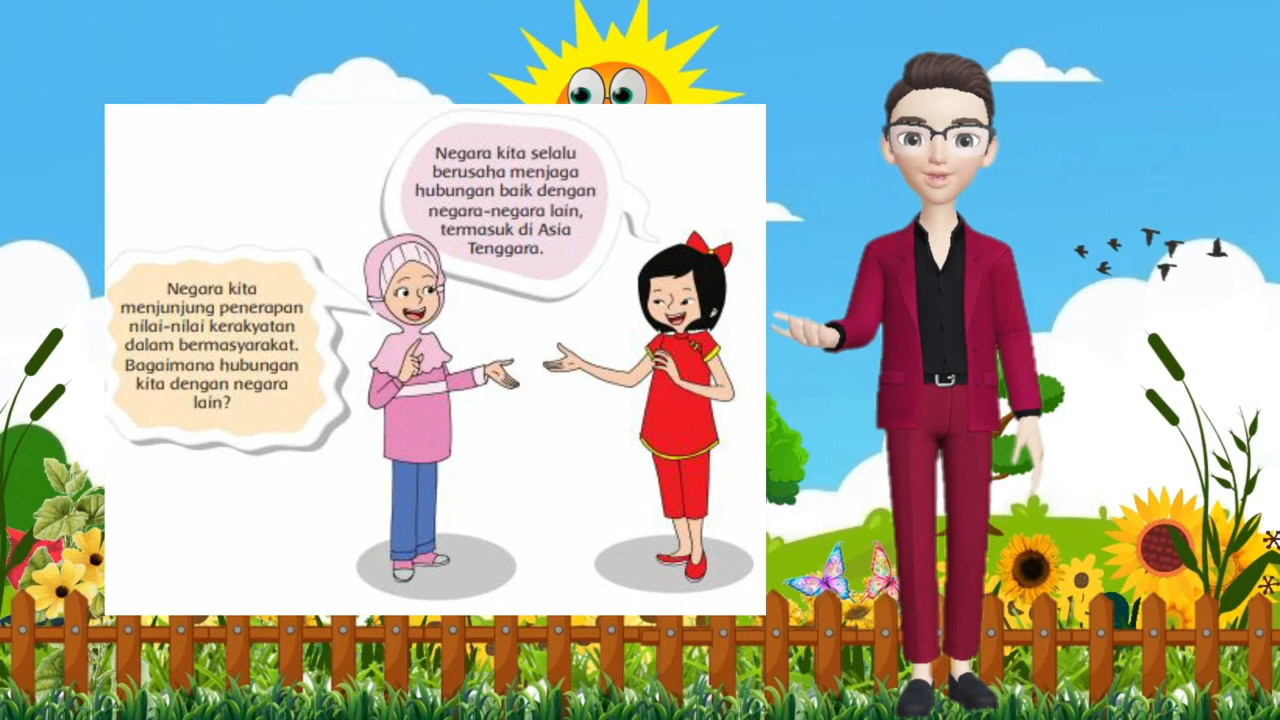 Negara kita
menjunjung penerapan
nilai-nilai kerakyatan
dalam bermasyarakat.
Bagaimana hubungan
kita dengan negara
lain?
Negara kita selalu
berusaha menjaga
hubungan baik dengan
negara-negara lain,
termasuk di Asia
Tenggara.